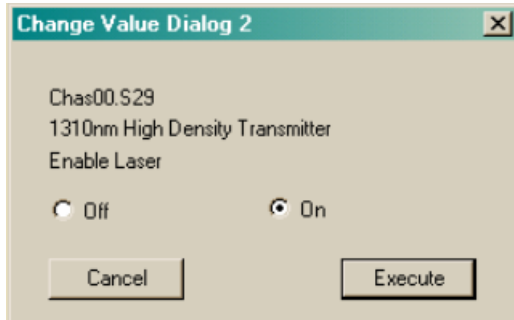 Change Value Dialog 2
Chas00.S29
1310nm High Density Transmitter
Enable Laser
Off On
Cancel Execute